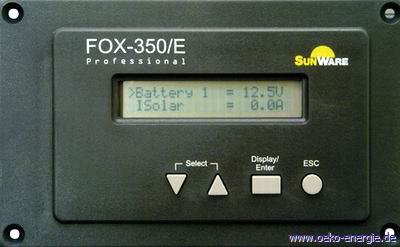 FOX-350/E
Professional
SUNWARE
>Battery 1 = 12.5V
ISolar = 0.0A
Select
Display/
Enter
ESC
www.oeko-energie.de